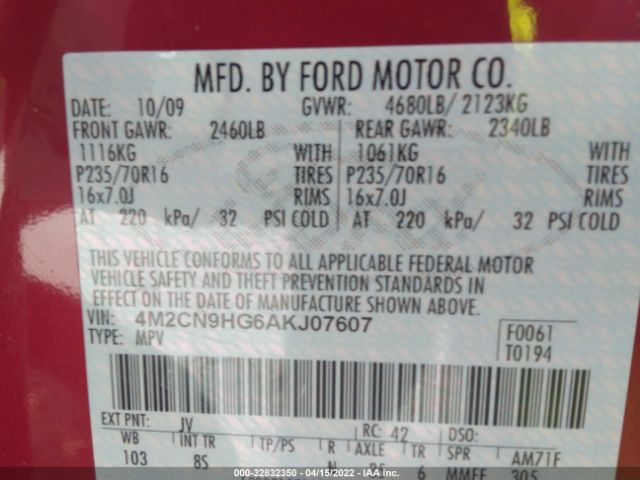 MFD. BY FORD MOTOR CO.
DATE: 10/09 GVWR: 4680LB/ 2123KG
FRONT GAWR: 2460LB REAR GAWR: 2340LB
1116KG WITH 1061KG WITH
P235/70R16 TIRES P235/70R16 TIRES
16x7.0J RIMS 16x7.0J RIMS
AT 220 kPa/ 32 PSI COLD AT 220 kPa/ 32 PSI COLD
THIS VEHICLE CONFORMS TO ALL APPLICABLE FEDERAL MOTOR
VEHICLE SAFETY AND THEFT PREVENTION STANDARDS IN
EFFECT ON THE DATE OF MANUFACTURE SHOWN ABOVE.
VIN: 4M2CN9HG6AKJ07607
TYPE: MPV
F0061
T0194
EXT PNT: JV RC: 42 DSO:
WB INT TR TP/PS R AXLE TR SPR AM71F
103 8S 6
000-32832350 - 04/15/2022 - www.iaai.com